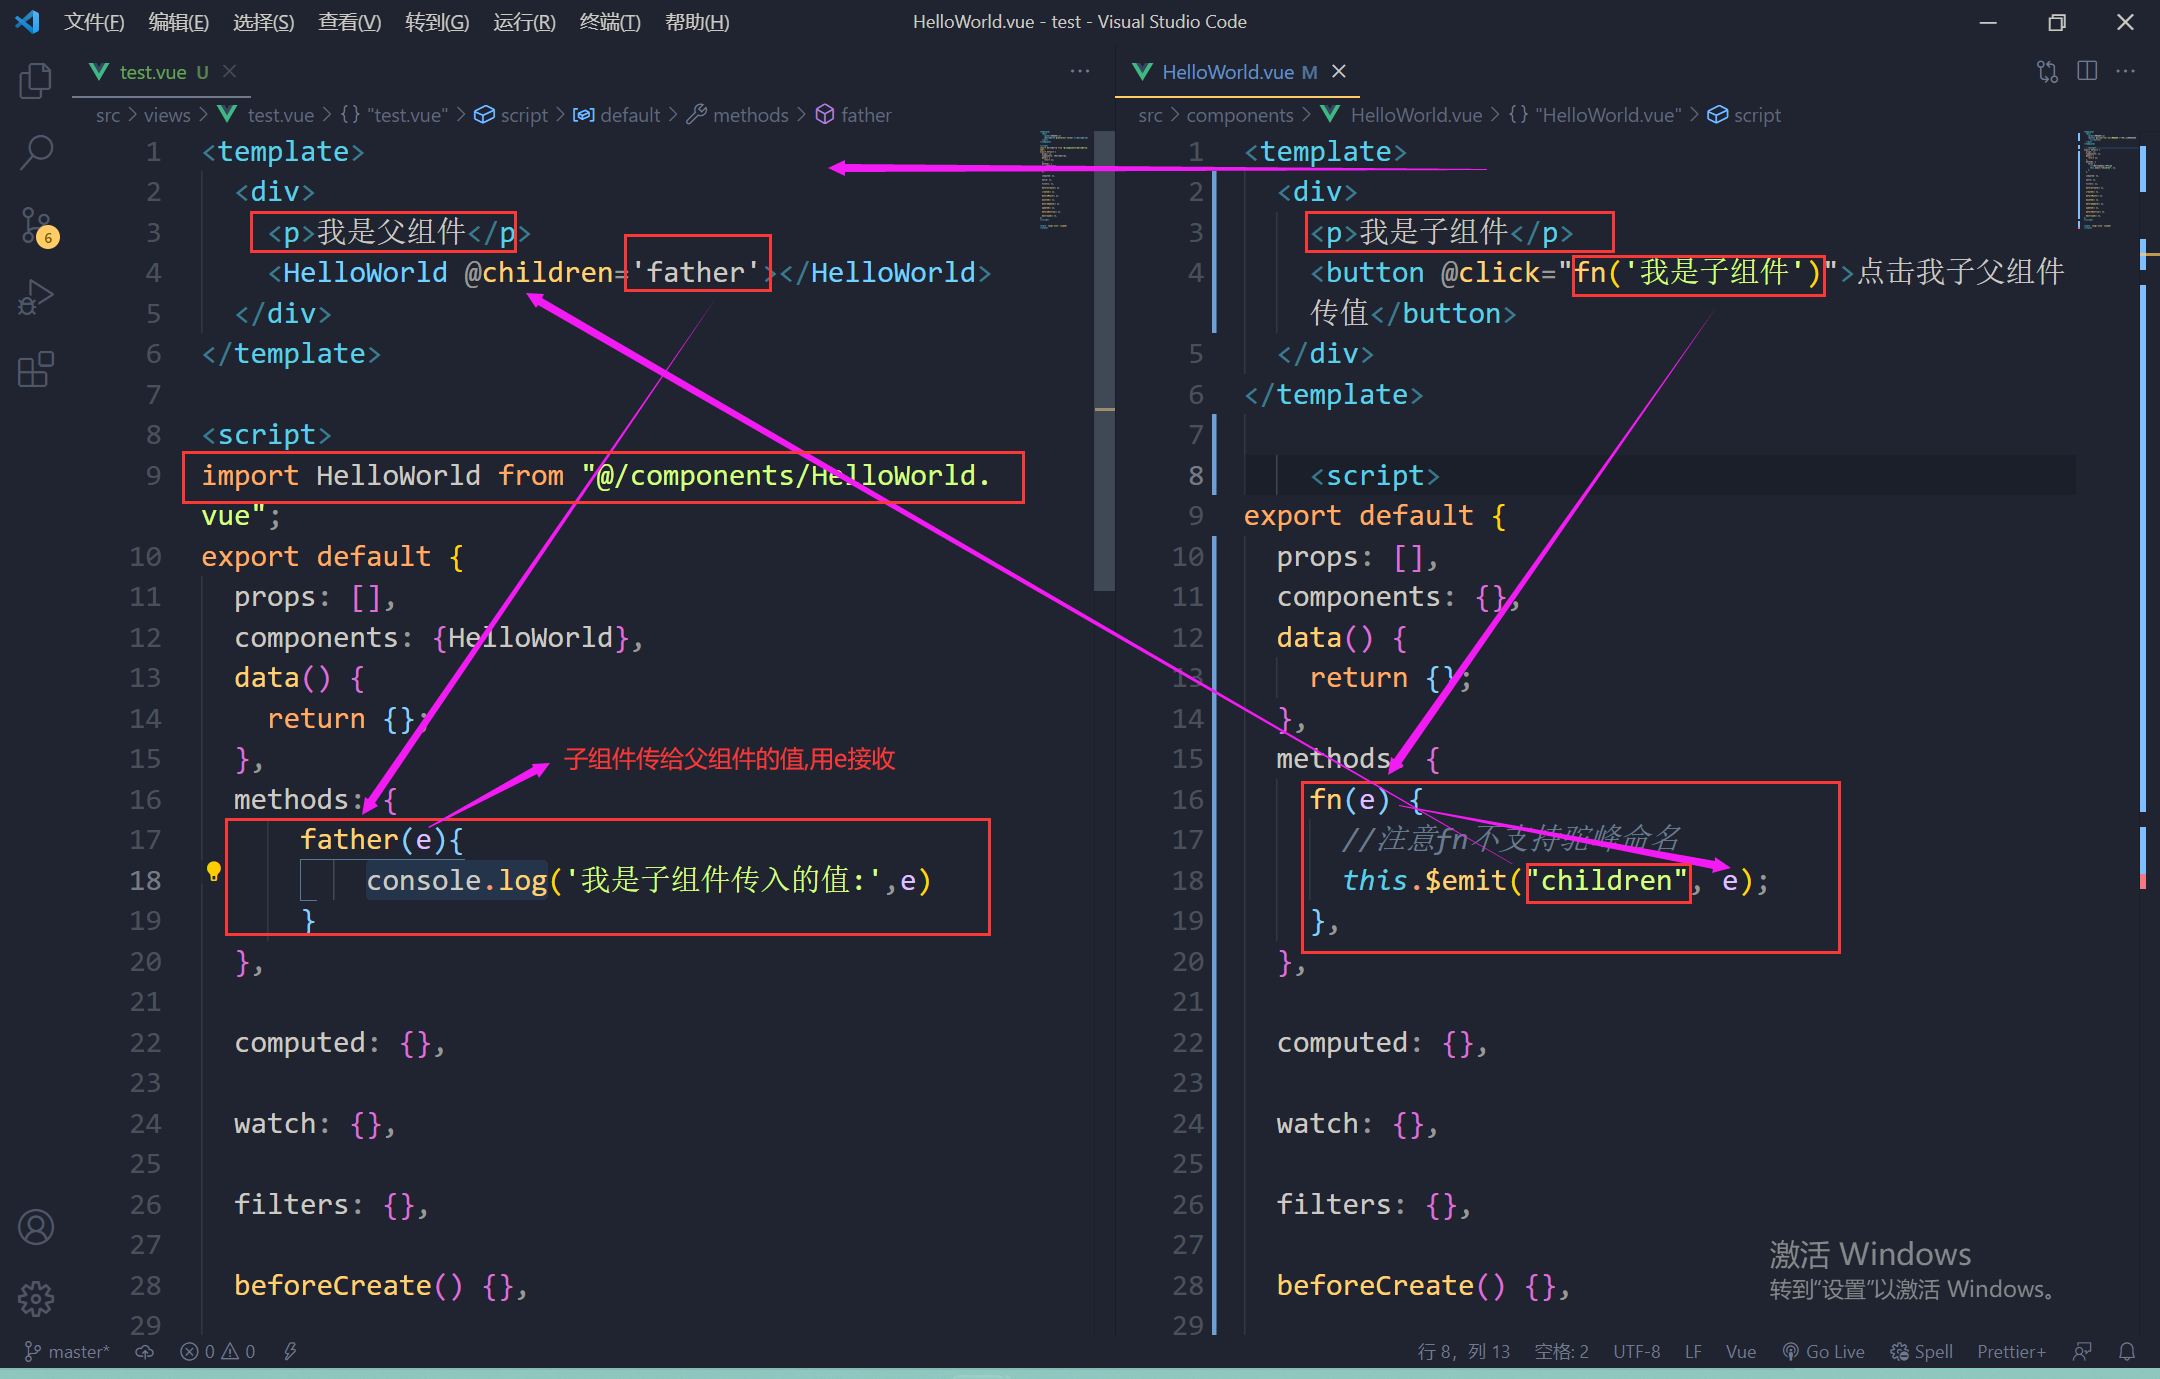 文件(F) 编辑(E) 选择(S) 查看(V) 转到(G) 运行(R) 终端(T) 帮助(H) HelloWorld.vue - test - Visual Studio Code
test.vue U
src > views > test.vue > {} "test.vue" > script > default > methods > father
1 <template>
2 <div>
3 <p>我是父组件</p>
4 <HelloWorld @children='father'></HelloWorld>
5 </div>
6 </template>
7
8 <script>
9 import HelloWorld from "@/components/HelloWorld.
vue";
10 export default {
11 props: [],
12 components: {HelloWorld},
13 data() {
14 return {};
15 },
16 methods: {
17 father(e){
18 console.log('我是子组件传入的值:',e)
19 }
20 },
21
22 computed: {},
23
24 watch: {},
25
26 filters: {},
27
28 beforeCreate() {},
29
子组件传给父组件的值,用e接收
HelloWorld.vue M
src > components > HelloWorld.vue > {} "HelloWorld.vue" > script
1 <template>
2 <div>
3 <p>我是子组件</p>
4 <button @click="fn('我是子组件')">点击我子父组件
传值</button>
5 </div>
6 </template>
7
8 <script>
9 export default {
10 props: [],
11 components: {},
12 data() {
13 return {};
14 },
15 methods {
16 fn(e) {
17 //注意fn不支持驼峰命名
18 this.$emit("children", e);
19 },
20 },
21
22 computed: {},
23
24 watch: {},
25
26 filters: {},
27
28 beforeCreate() {},
29
6
激活 Windows
转到"设置"以激活 Windows。
master* 0 0 行 8，列 13 空格: 2 UTF-8 LF Vue Go Live Spell Prettier+